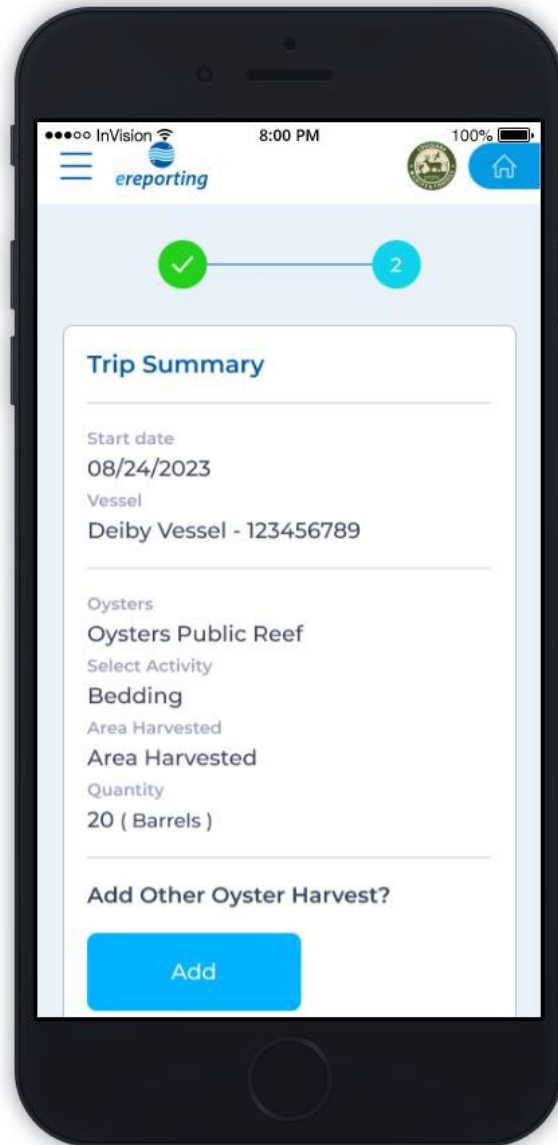 ●●●○○ InVision 8:00 PM 100%
ereporting
2
Trip Summary
Start date
08/24/2023
Vessel
Deiby Vessel - 123456789
Oysters
Oysters Public Reef
Select Activity
Bedding
Area Harvested
Area Harvested
Quantity
20 ( Barrels )
Add Other Oyster Harvest?
Add